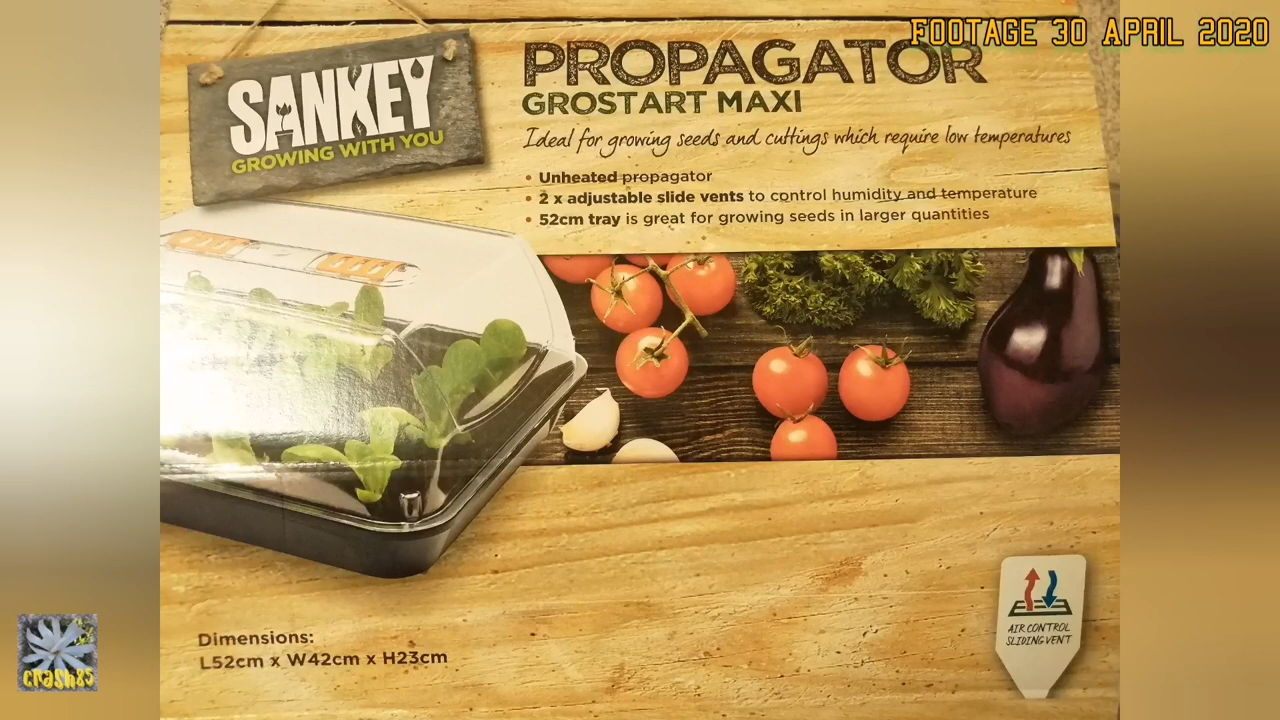 FOOTAGE 30 APRIL 2020
SANKEY
GROWING WITH YOU
PROPAGATOR
GROSTART MAXI
Ideal for growing seeds and cuttings which require low temperatures
• Unheated propagator
• 2 x adjustable slide vents to control humidity and temperature
• 52cm tray is great for growing seeds in larger quantities
AIR CONTROL
SLIDING VENT
Dimensions:
L52cm x W42cm x H23cm
crash85